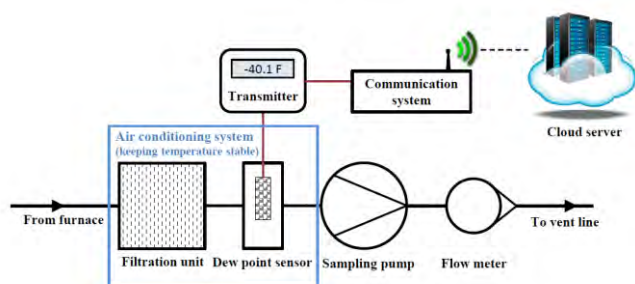 -40.1 F
Transmitter
Communication
system
Cloud server
Air conditioning system
(keeping temperature stable)
From furnace
To vent line
Filtration unit
Dew point sensor
Sampling pump
Flow meter